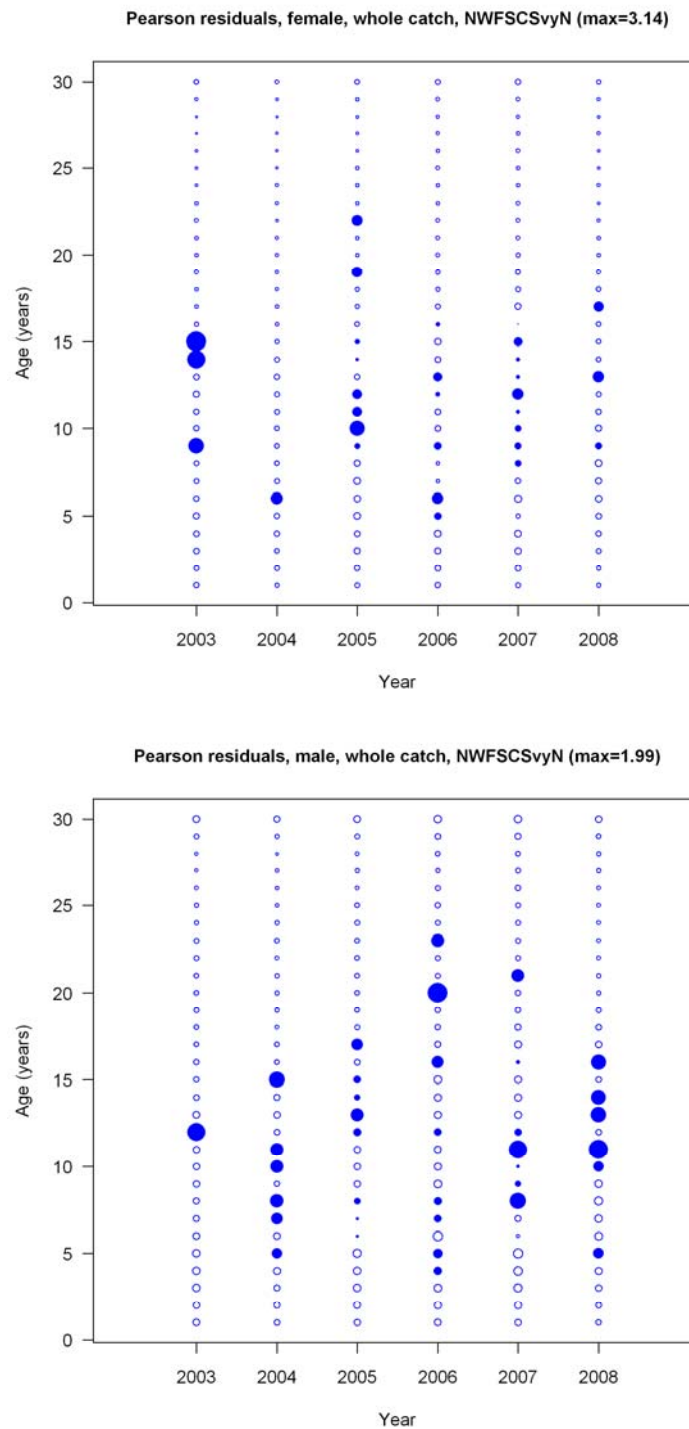 Pearson residuals, female, whole catch, NWFSCSvyN (max=3.14)
30
25
20
15
10
5
0
Age (years)
2003 2004 2005 2006 2007 2008
Year
Pearson residuals, male, whole catch, NWFSCSvyN (max=1.99)
30
25
20
15
10
5
0
Age (years)
2003 2004 2005 2006 2007 2008
Year